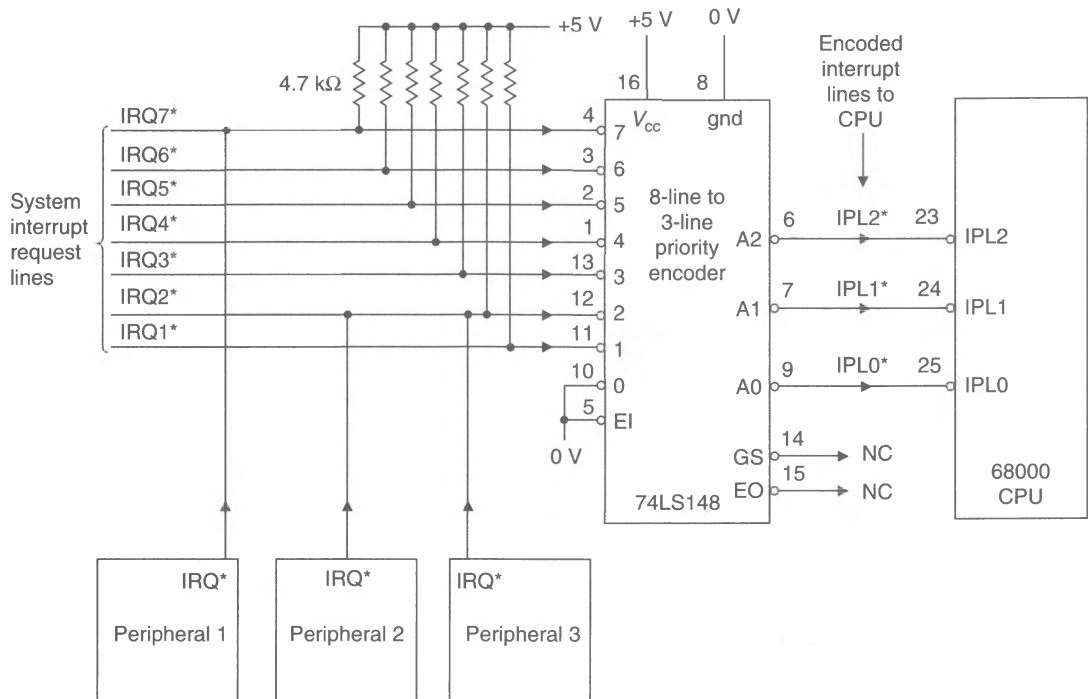 +5 V
+5 V
0 V
Encoded
interrupt
lines to
CPU
4.7 kΩ
16
8
Vcc
gnd
System
interrupt
request
lines
IRQ7*
4
7
IRQ6*
3
6
IRQ5*
2
5
IRQ4*
1
4
IRQ3*
13
3
IRQ2*
12
2
IRQ1*
11
1
10
0
5
EI
0 V
8-line to
3-line
priority
encoder
A2
6
IPL2*
23
IPL2
A1
7
IPL1*
24
IPL1
A0
9
IPL0*
25
IPL0
GS
14
NC
EO
15
NC
74LS148
68000
CPU
IRQ*
Peripheral 1
IRQ*
Peripheral 2
IRQ*
Peripheral 3